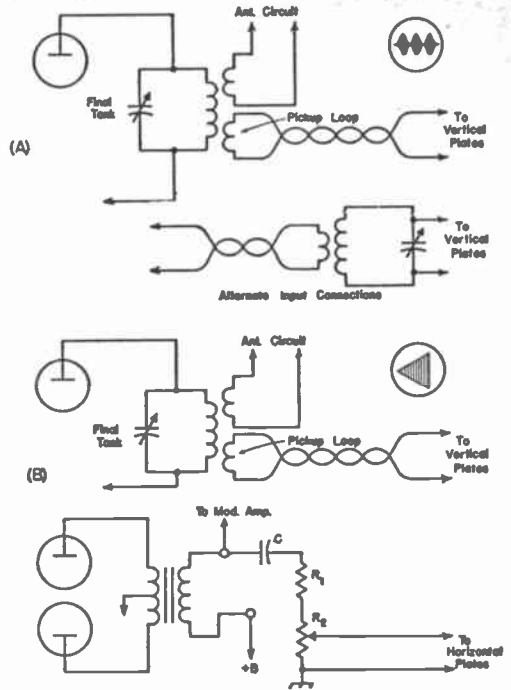 Ant. Circuit
Final
Tank
Pickup Loop
To
Vertical
Plates
(A)
To
Vertical
Plates
Alternate Input Connections
Ant. Circuit
Final
Tank
Pickup Loop
To
Vertical
Plates
(B)
To Mod. Amp.
C
R1
R2
To
Horizontal
Plates
+B